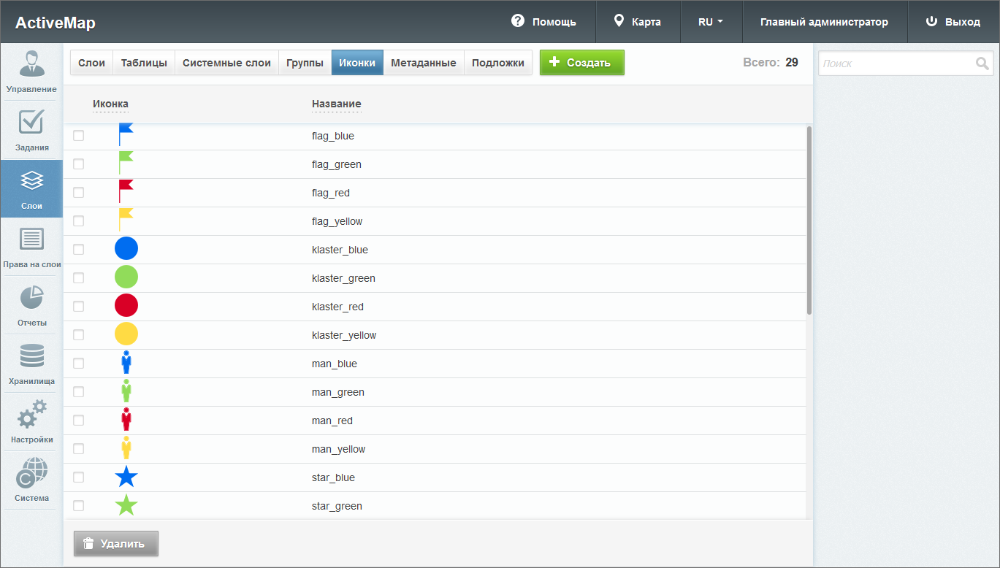 ActiveMap
Помощь
Карта
RU
Главный администратор
Выход
Управление
Задания
Слои
Права на слои
Отчеты
Хранилища
Настройки
Система
Слои Таблицы Системные слои Группы Иконки Метаданные Подложки
Создать
Всего: 29
Поиск
Иконка Название
flag_blue
flag_green
flag_red
flag_yellow
klaster_blue
klaster_green
klaster_red
klaster_yellow
man_blue
man_green
man_red
man_yellow
star_blue
star_green
Удалить